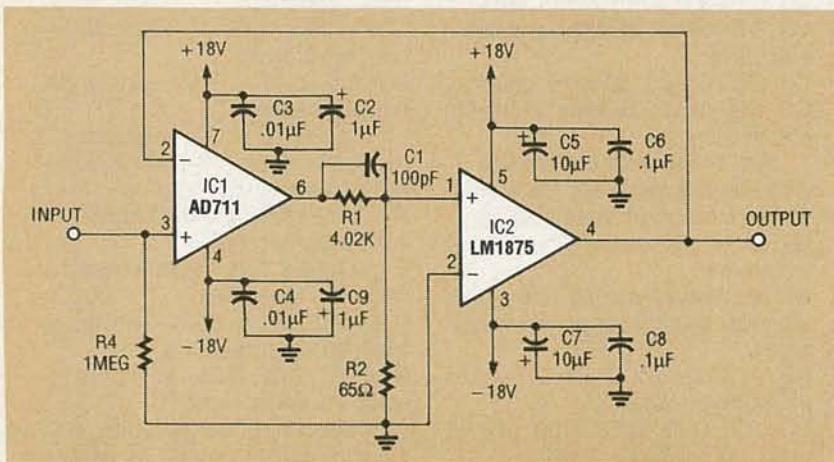 +18V
C3
.01μF
+
C2
1μF
2
−
7
IC1
AD711
6
INPUT
3
+
4
C1
100pF
R1
4.02K
C4
.01μF
C9
1μF
+
−18V
R4
1MEG
R2
65Ω
+18V
+
C5
10μF
C6
.1μF
1
+
5
IC2
LM1875
4
OUTPUT
2
−
3
C7
10μF
+
C8
.1μF
−18V